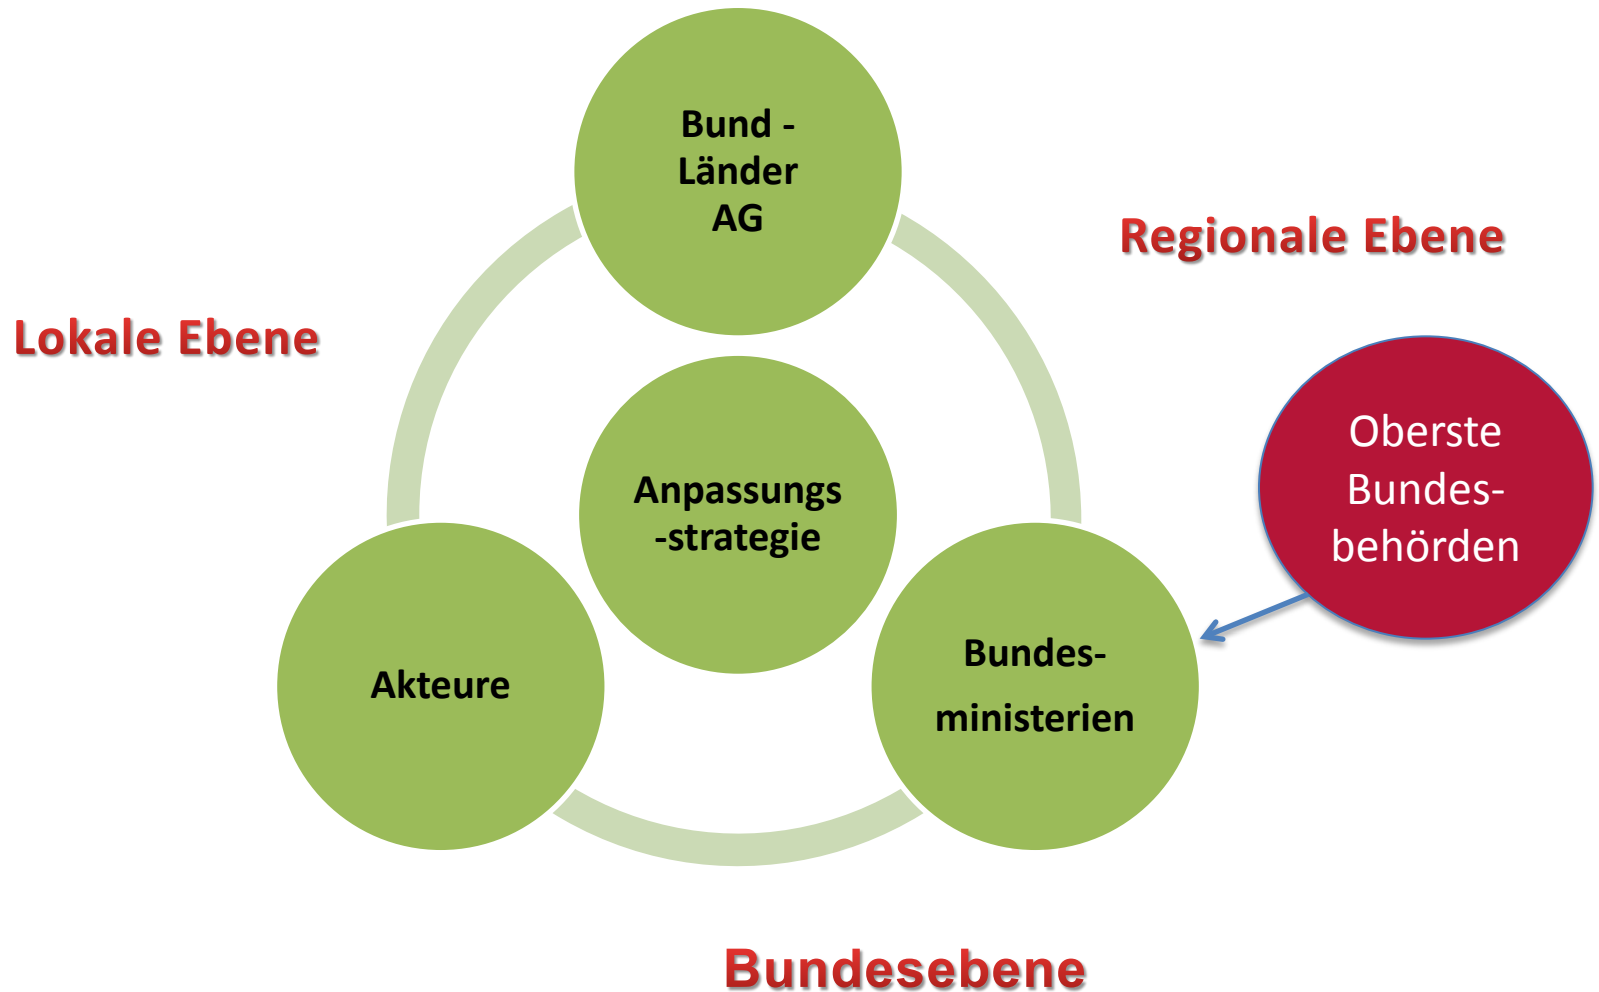 Bund -
Länder
AG
Regionale Ebene
Lokale Ebene
Oberste
Bundes-
behörden
Anpassungs
-strategie
Akteure
Bundes-
ministerien
Bundesebene